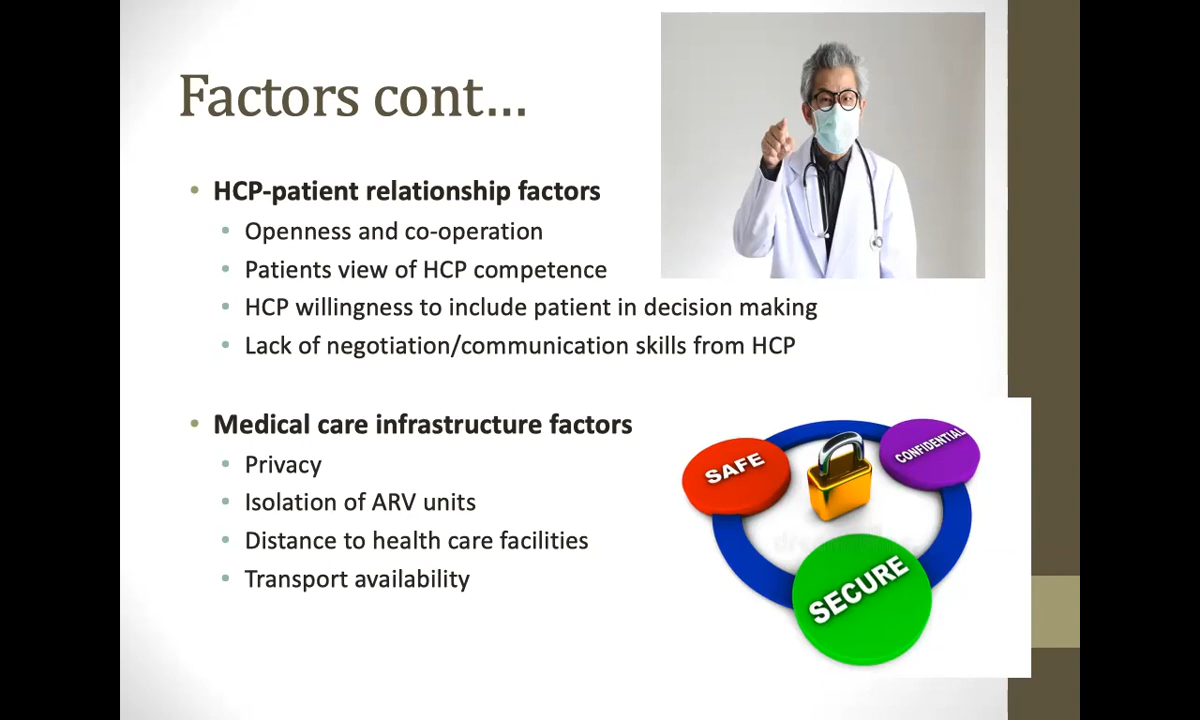 Factors cont…
HCP-patient relationship factors
Openness and co-operation
Patients view of HCP competence
HCP willingness to include patient in decision making
Lack of negotiation/communication skills from HCP
Medical care infrastructure factors
Privacy
Isolation of ARV units
Distance to health care facilities
Transport availability
SAFE
CONFIDENTIAL
SECURE